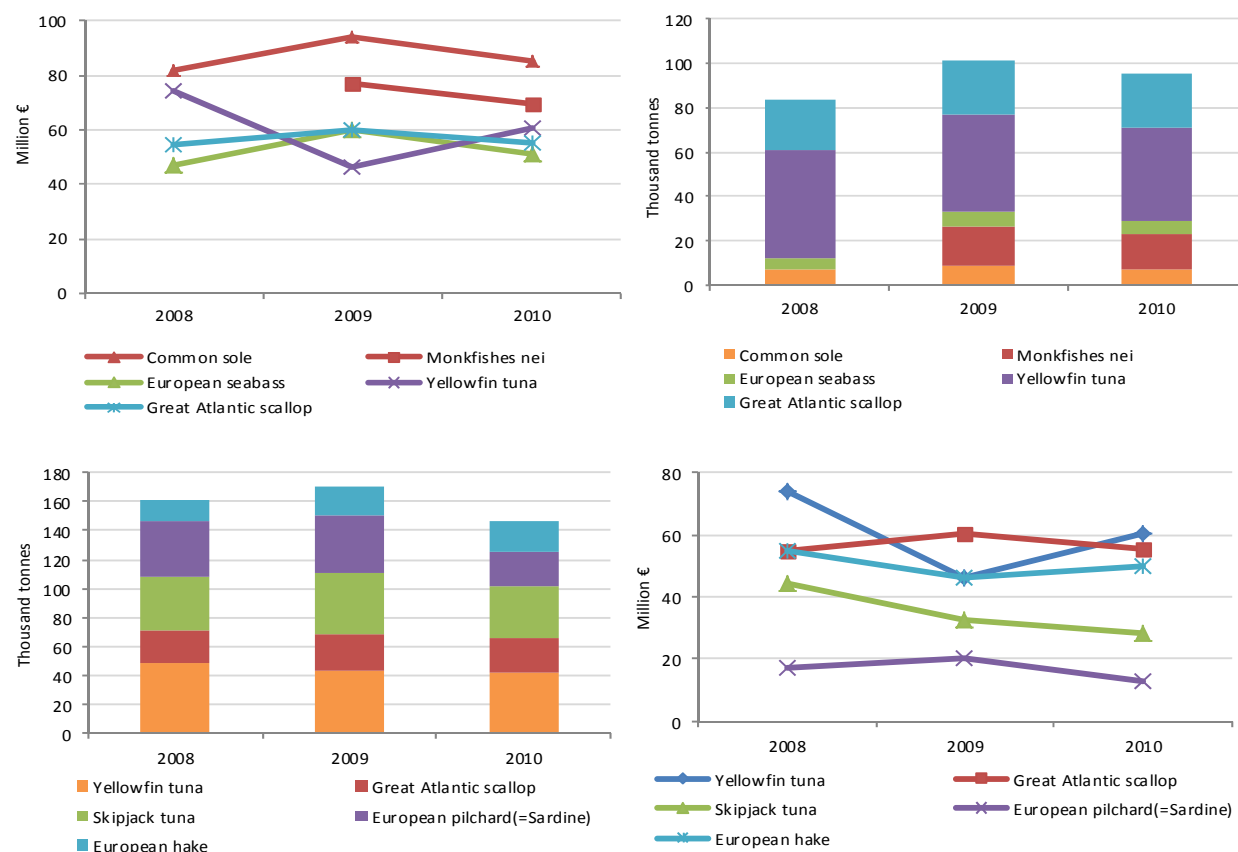 Million €
100
80
60
40
20
0
2008 2009 2010
Common sole Monkfishes nei
European seabass Yellowfin tuna
Great Atlantic scallop
Thousand tonnes
120
100
80
60
40
20
0
2008 2009 2010
Common sole Monkfishes nei
European seabass Yellowfin tuna
Great Atlantic scallop
Thousand tonnes
180
160
140
120
100
80
60
40
20
0
2008 2009 2010
Yellowfin tuna Great Atlantic scallop
Skipjack tuna European pilchard(=Sardine)
European hake
Million €
80
60
40
20
0
2008 2009 2010
Yellowfin tuna Great Atlantic scallop
Skipjack tuna European pilchard(=Sardine)
European hake